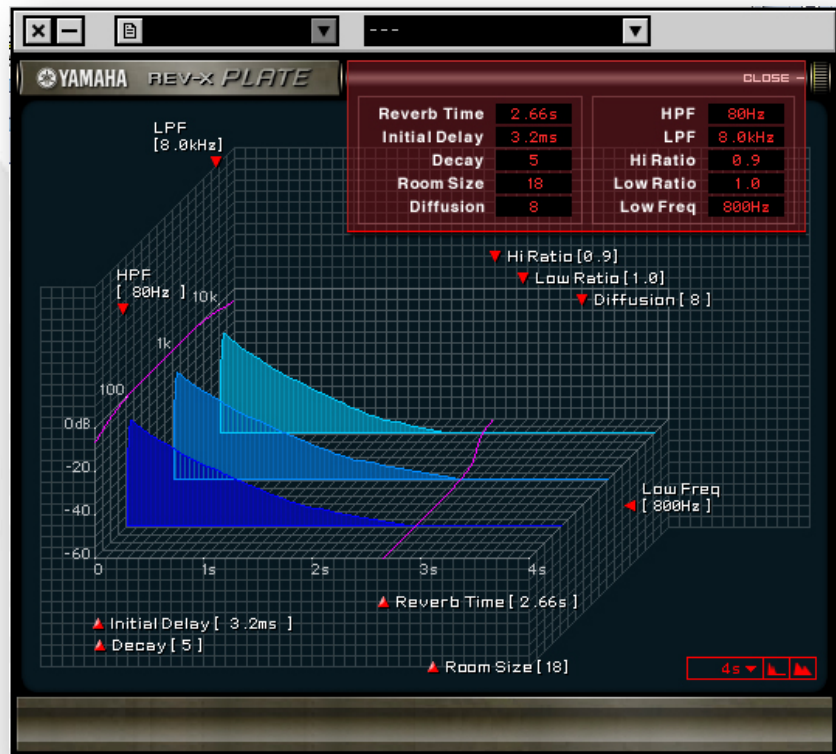 ---
YAMAHA REV-X PLATE
CLOSE –
Reverb Time 2.66s HPF 80Hz
Initial Delay 3.2ms LPF 8.0kHz
Decay 5 Hi Ratio 0.9
Room Size 18 Low Ratio 1.0
Diffusion 8 Low Freq 800Hz
LPF
[8.0kHz]
Hi Ratio [0.9]
Low Ratio [1.0]
Diffusion [ 8 ]
HPF
[ 80Hz ]
10k
1k
100
0dB
-20
-40
-60
Low Freq
[ 800Hz ]
0 1s 2s 3s 4s
Reverb Time [ 2.66s ]
Initial Delay [ 3.2ms ]
Decay [ 5 ]
Room Size [ 18]
4s